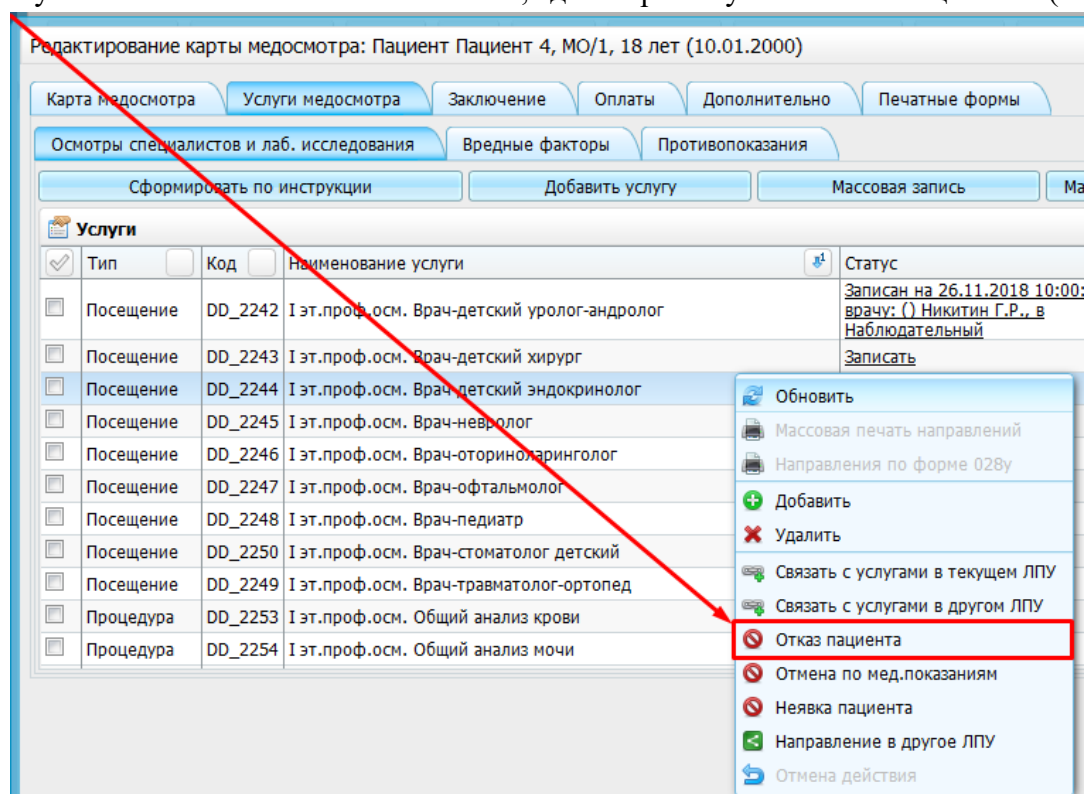 Редактирование карты медосмотра: Пациент Пациент 4, МО/1, 18 лет (10.01.2000)
Карта медосмотра Услуги медосмотра Заключение Оплаты Дополнительно Печатные формы
Осмотры специалистов и лаб. исследования Вредные факторы Противопоказания
Сформировать по инструкции Добавить услугу Массовая запись Ма
Услуги
Тип Код Наименование услуги Статус
Посещение DD_2242 I эт.проф.осм. Врач-детский уролог-андролог Записан на 26.11.2018 10:00:
врачу: () Никитин Г.Р., в
Наблюдательный
Посещение DD_2243 I эт.проф.осм. Врач-детский хирург Записать
Посещение DD_2244 I эт.проф.осм. Врач-детский эндокринолог
Посещение DD_2245 I эт.проф.осм. Врач-невролог
Посещение DD_2246 I эт.проф.осм. Врач-оториноларинголог
Посещение DD_2247 I эт.проф.осм. Врач-офтальмолог
Посещение DD_2248 I эт.проф.осм. Врач-педиатр
Посещение DD_2250 I эт.проф.осм. Врач-стоматолог детский
Посещение DD_2249 I эт.проф.осм. Врач-травматолог-ортопед
Процедура DD_2253 I эт.проф.осм. Общий анализ крови
Процедура DD_2254 I эт.проф.осм. Общий анализ мочи
Обновить
Массовая печать направлений
Направления по форме 028у
Добавить
Удалить
Связать с услугами в текущем ЛПУ
Связать с услугами в другом ЛПУ
Отказ пациента
Отмена по мед.показаниям
Неявка пациента
Направление в другое ЛПУ
Отмена действия